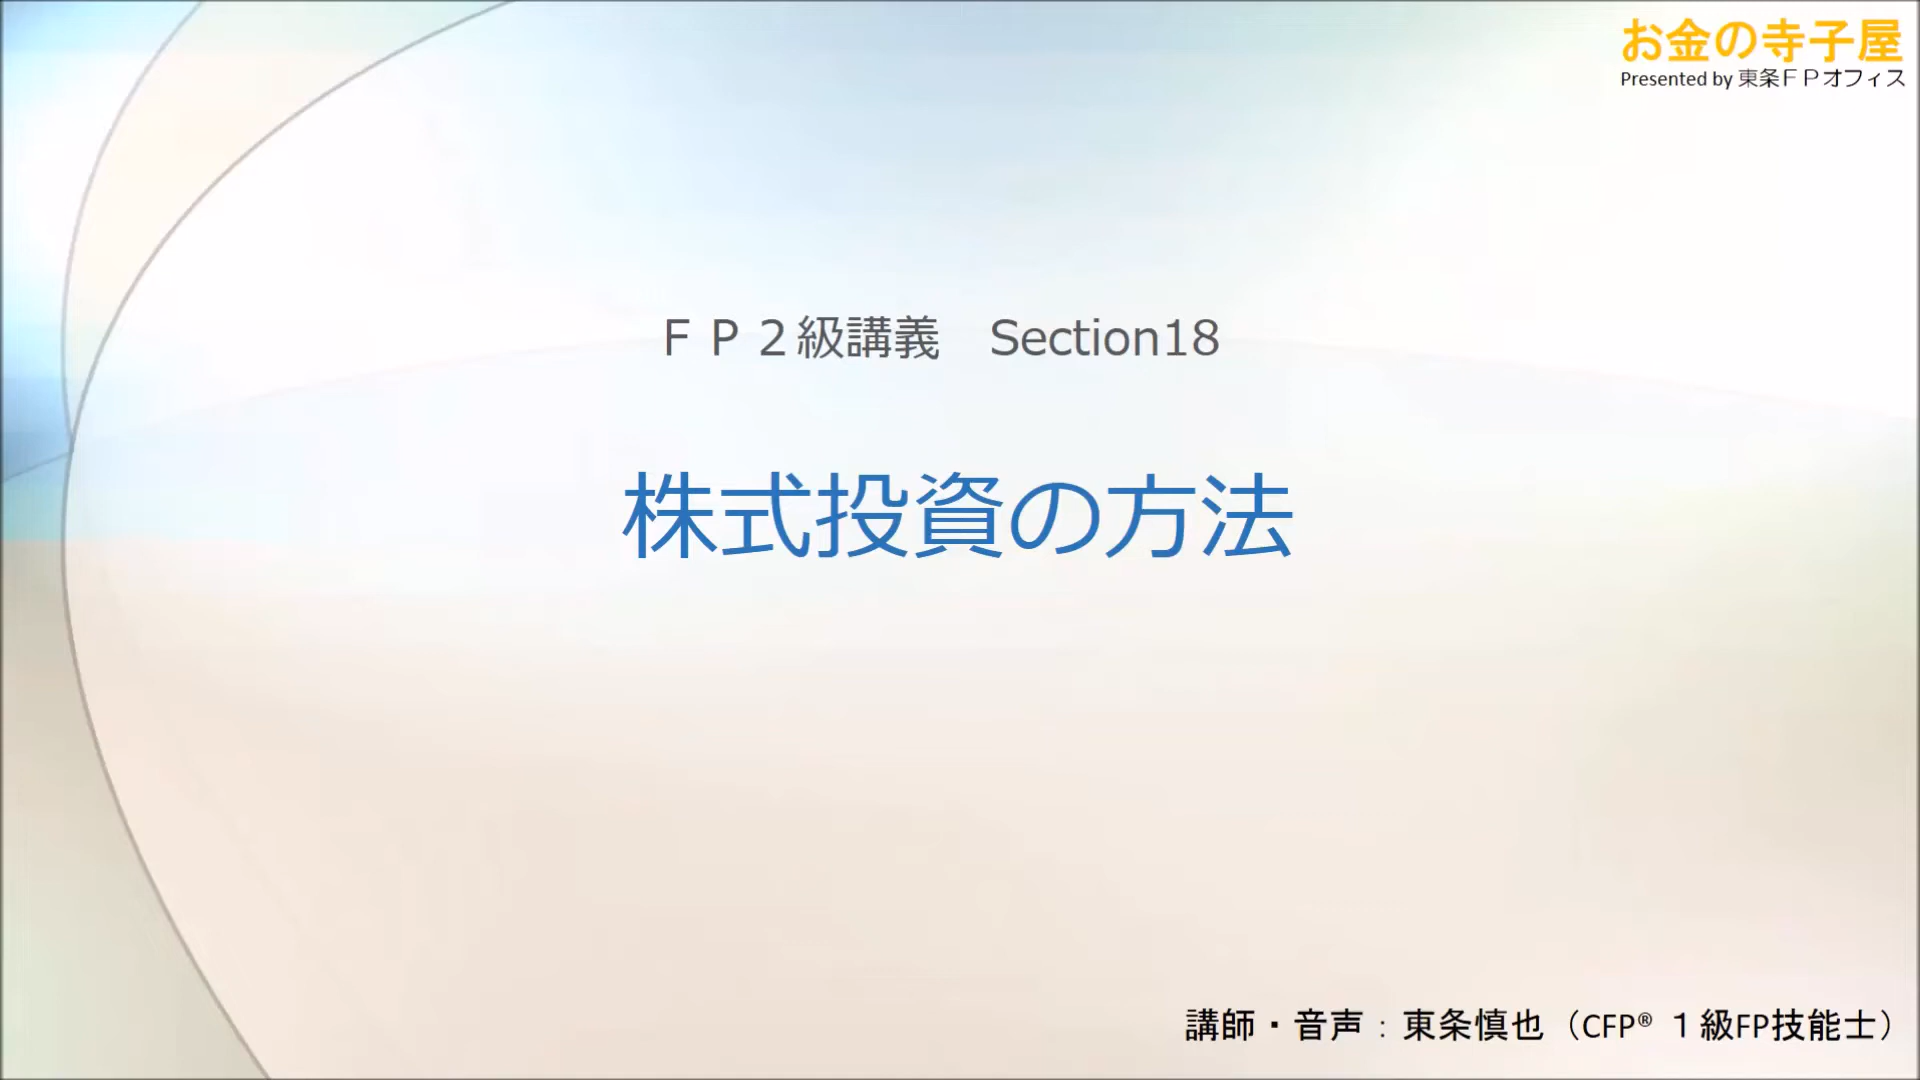 お金の寺子屋
Presented by 東条ＦＰオフィス
ＦＰ２級講義　Section18
株式投資の方法
講師・音声：東条慎也（CFP® １級FP技能士）